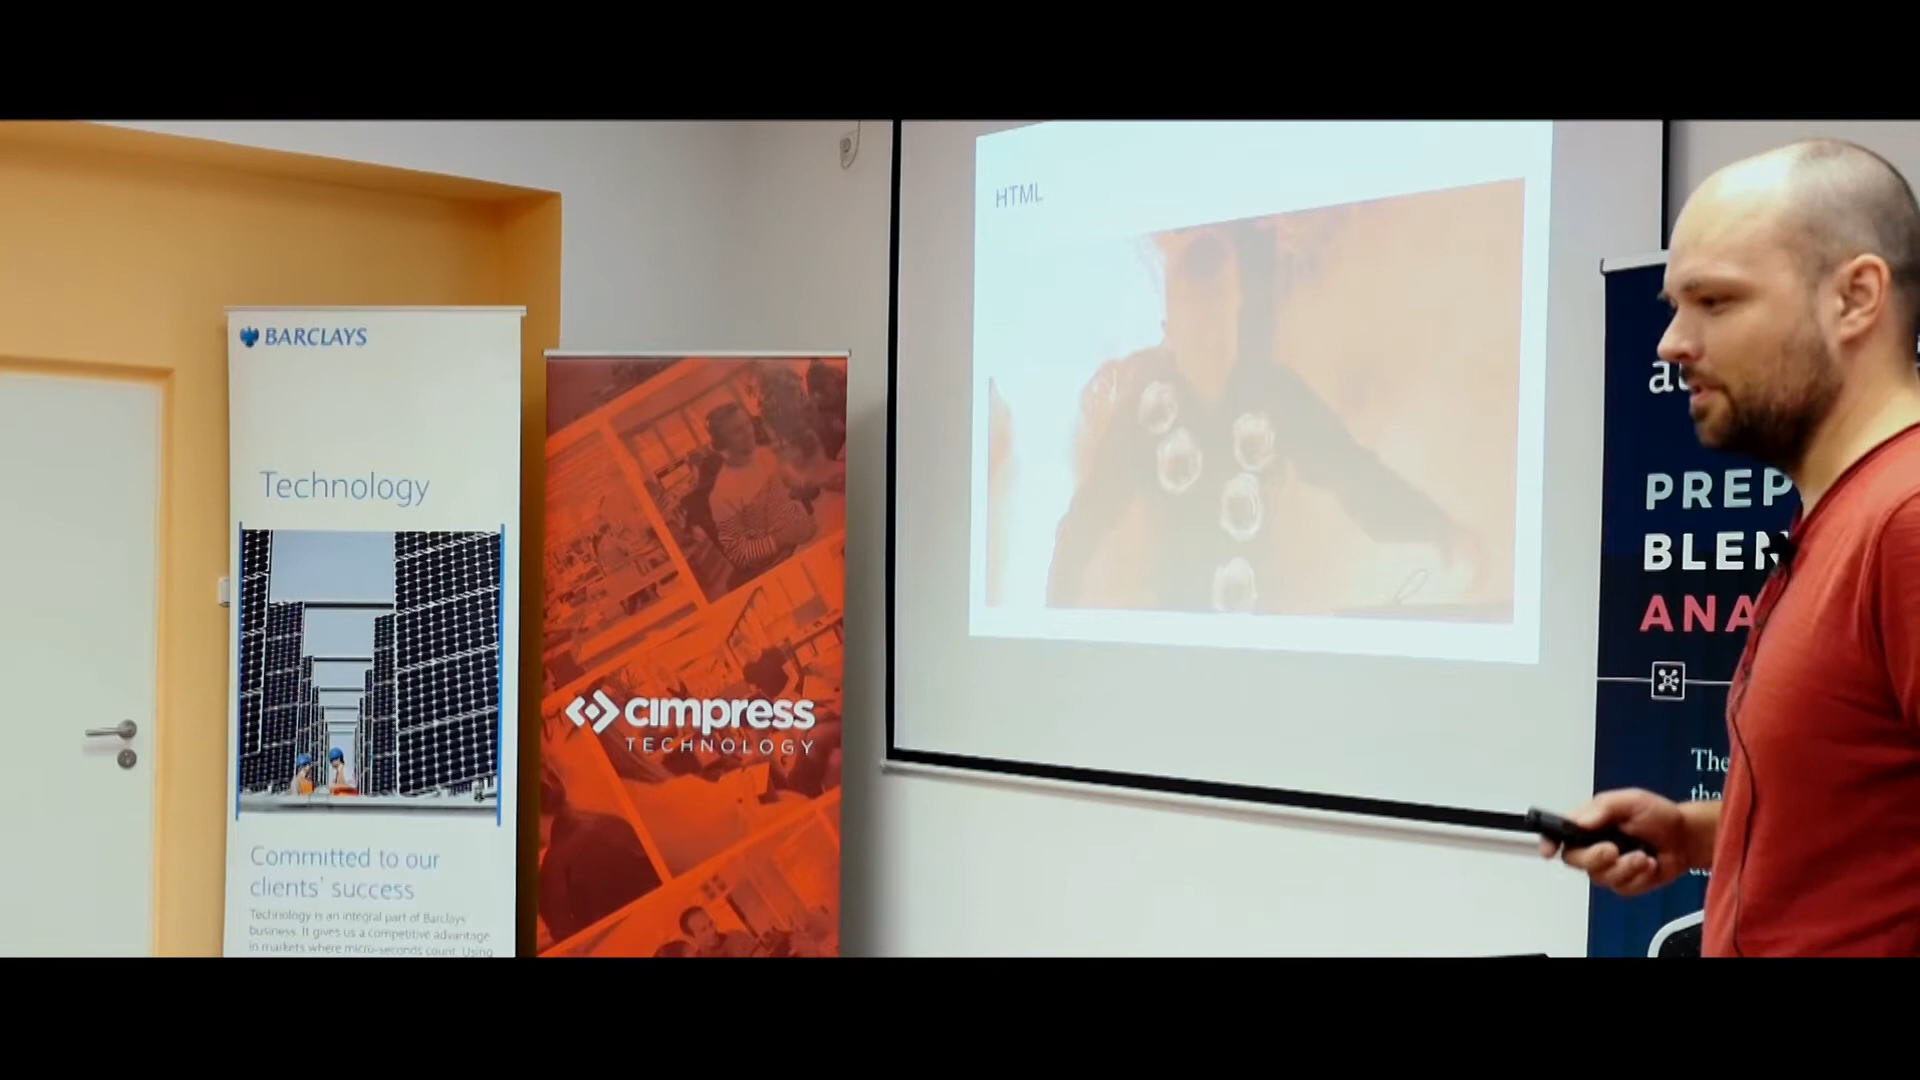 BARCLAYS
Technology
Committed to our
clients' success
Technology is an integral part of Barclays
business. It gives us a competitive advantage
in markets where micro-seconds count. Using
cimpress
TECHNOLOGY
HTML
PREP
BLEN
ANA
The
tha